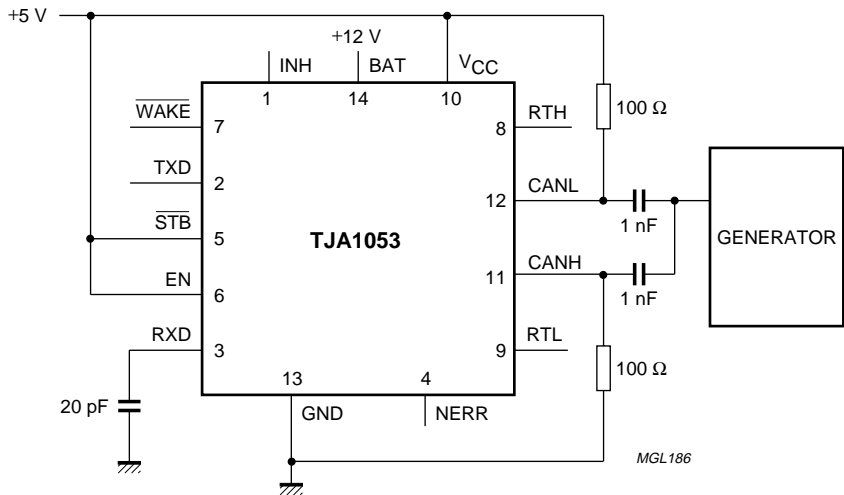 +5 V
+12 V
INH
BAT
VCC
1
14
10
WAKE
7
8
RTH
100 Ω
TXD
2
12
CANL
1 nF
STB
5
TJA1053
GENERATOR
EN
6
11
CANH
1 nF
RXD
3
9
RTL
100 Ω
20 pF
13
4
GND
NERR
MGL186